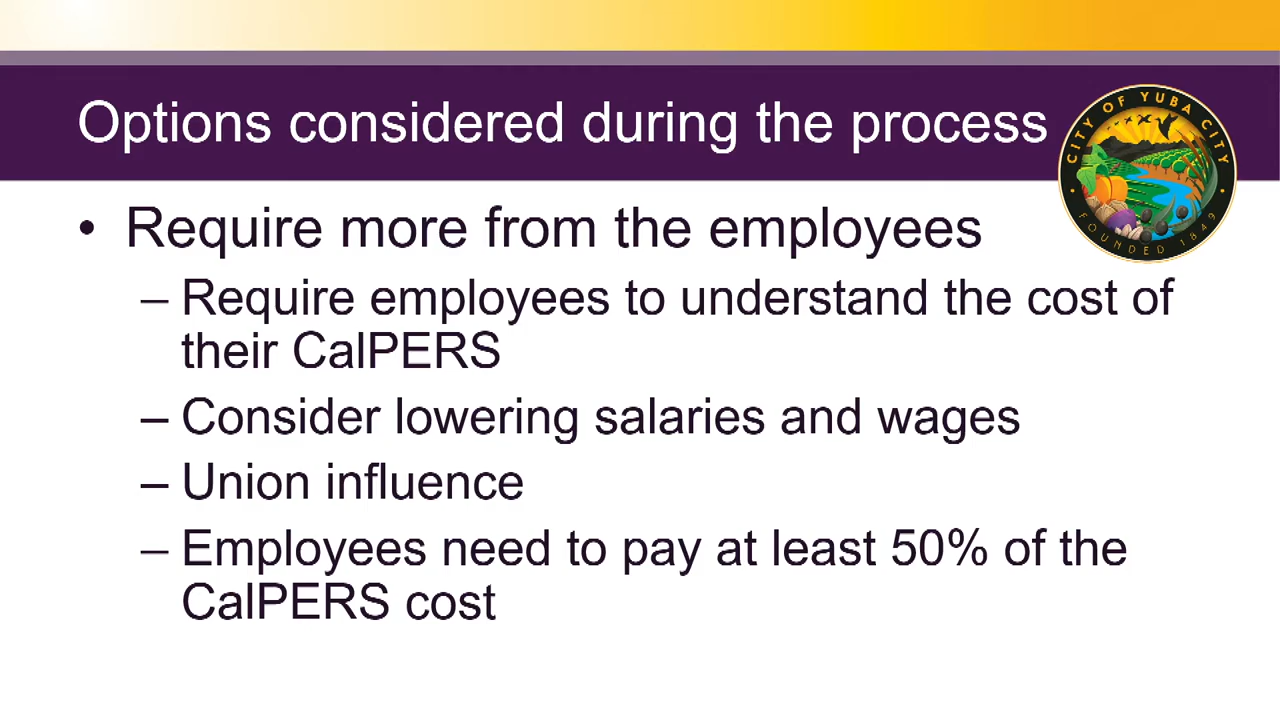 Options considered during the process
CITY OF YUBA CITY
• FOUNDED 1849 •
• Require more from the employees
– Require employees to understand the cost of
their CalPERS
– Consider lowering salaries and wages
– Union influence
– Employees need to pay at least 50% of the
CalPERS cost